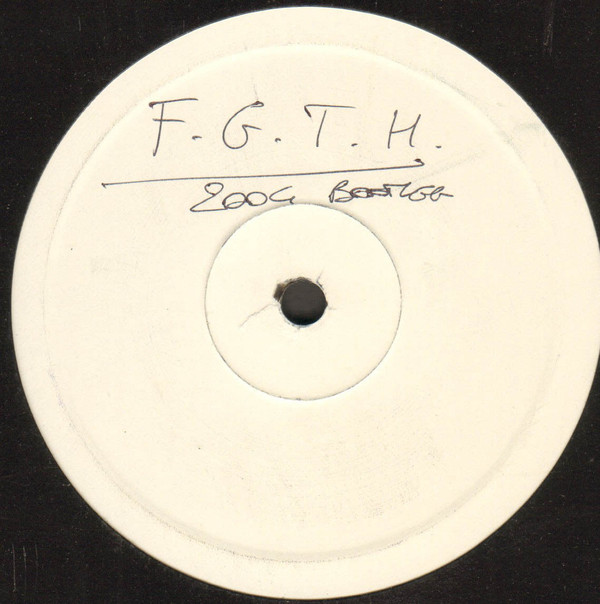 F. G. T. H.
2004 BOOTLEG